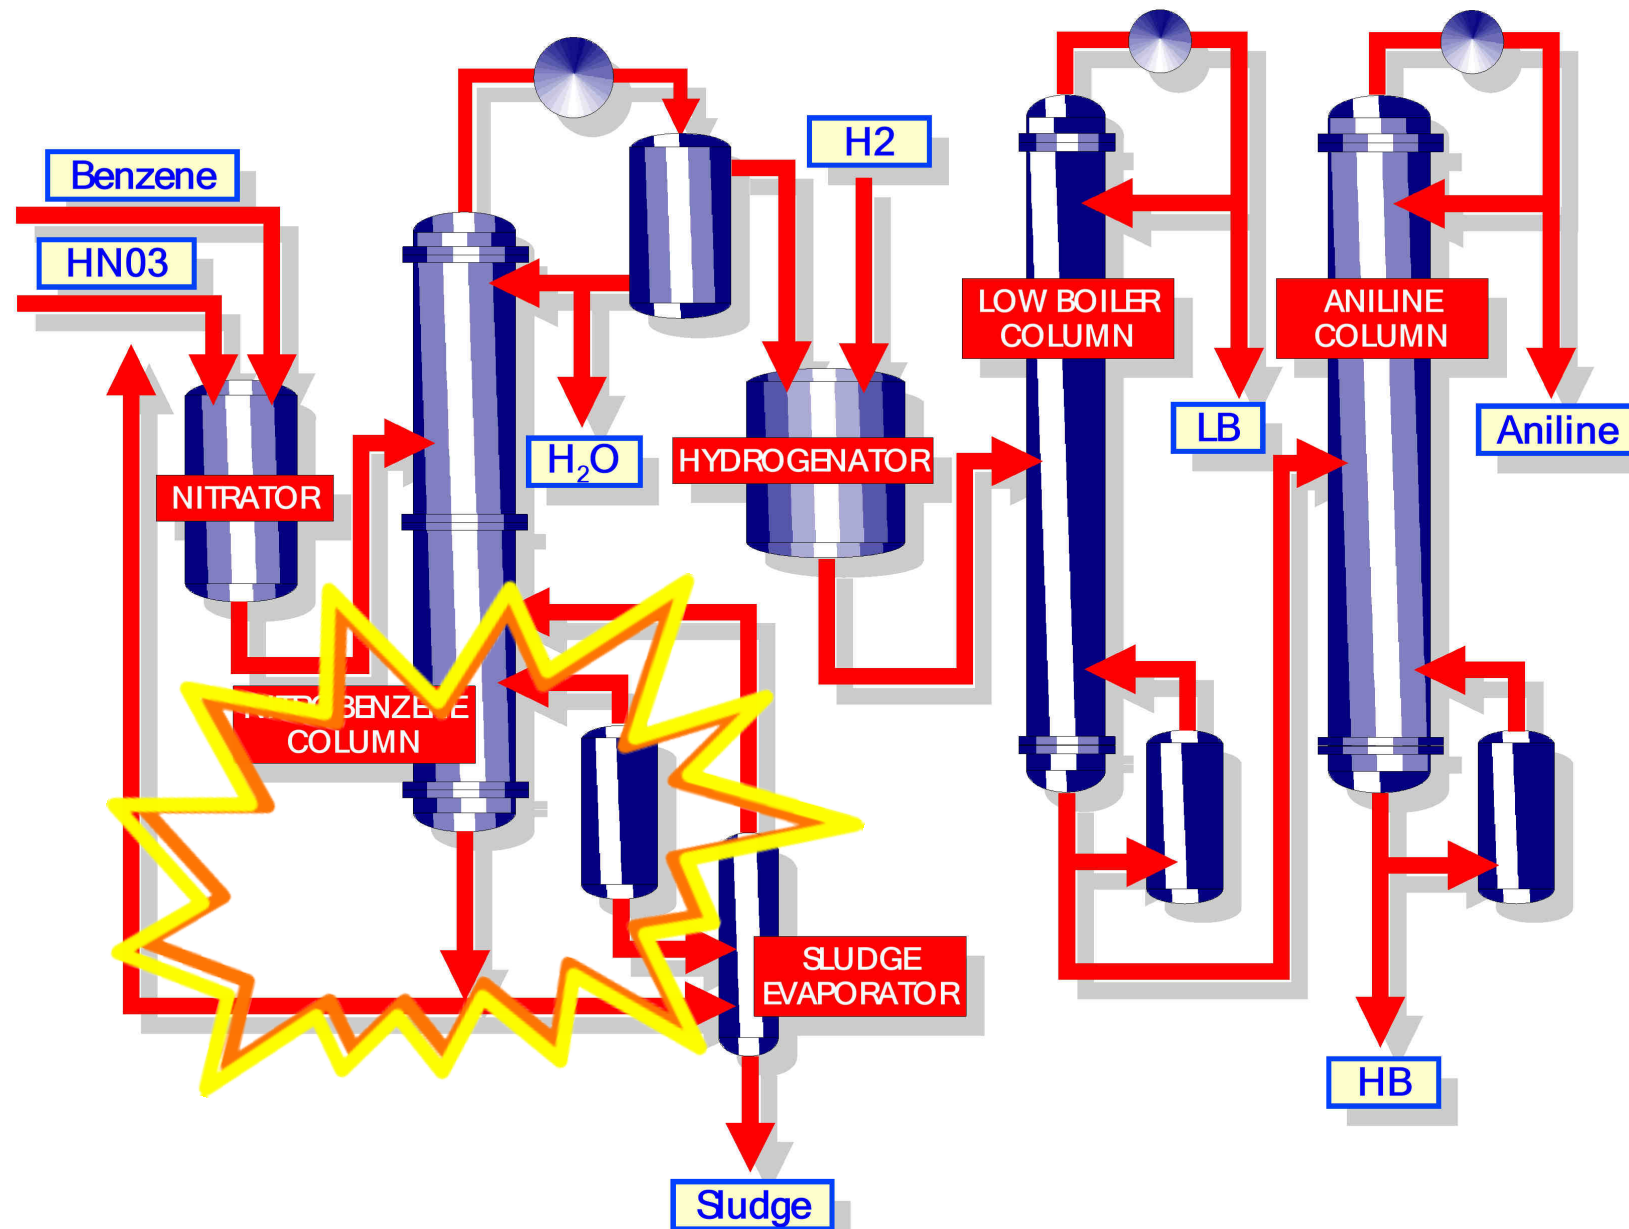 Benzene
HN03
H2
LOW BOILER
COLUMN
ANILINE
COLUMN
LB
Aniline
H₂O
HYDROGENATOR
NITRATOR
COLUMN
SLUDGE
EVAPORATOR
HB
Sludge